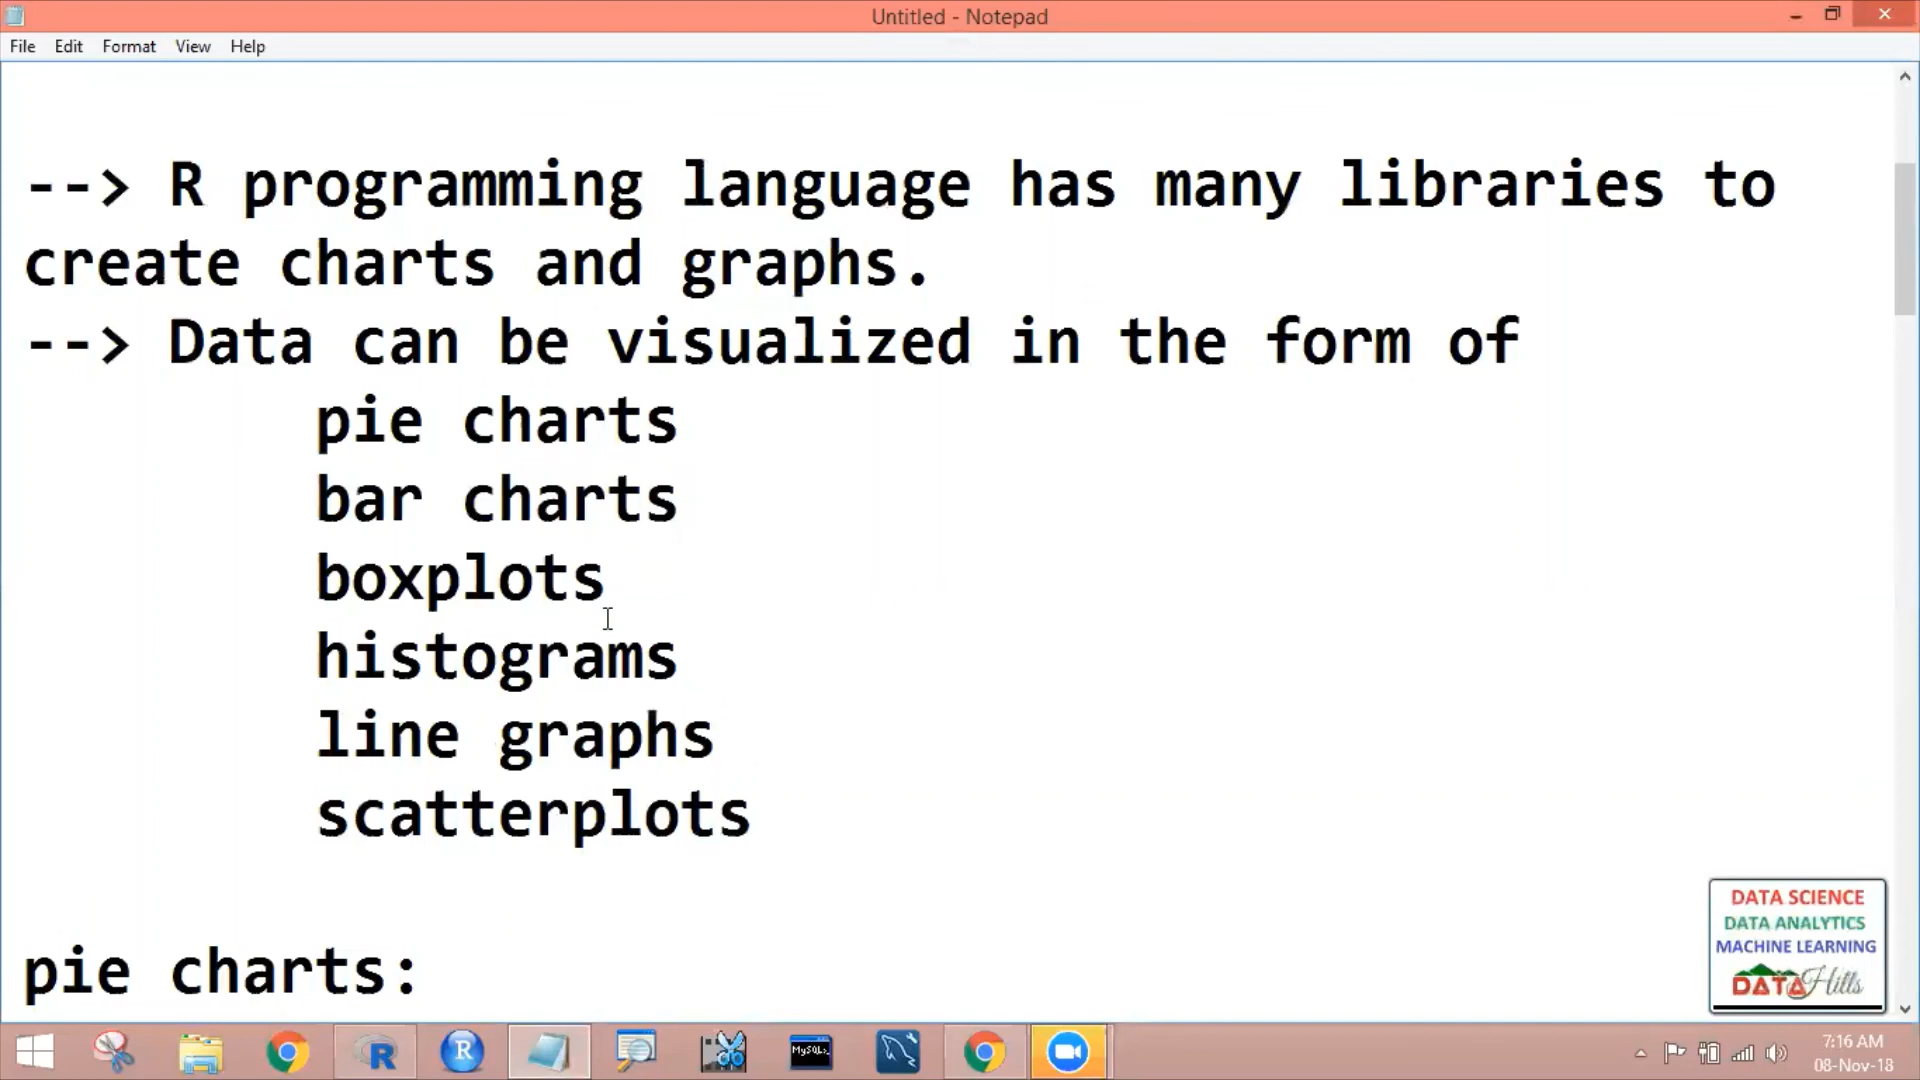 Untitled - Notepad
File Edit Format View Help
--> R programming language has many libraries to
create charts and graphs.
--> Data can be visualized in the form of
pie charts
bar charts
boxplots
histograms
line graphs
scatterplots
pie charts:
DATA SCIENCE
DATA ANALYTICS
MACHINE LEARNING
DATAHills
R
R
MySQL
7:16 AM
08-Nov-18